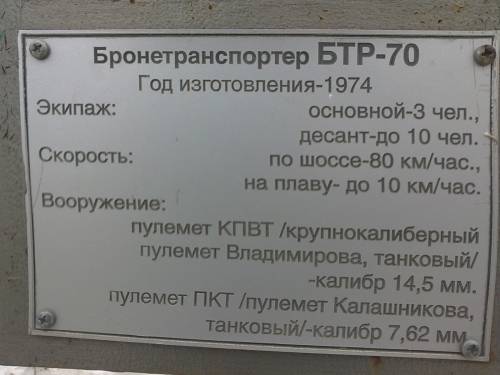 Бронетранспортер БТР-70
Год изготовления-1974
Экипаж: основной-3 чел.,
десант-до 10 чел.
Скорость: по шоссе-80 км/час.,
на плаву- до 10 км/час.
Вооружение:
пулемет КПВТ /крупнокалиберный
пулемет Владимирова, танковый/
-калибр 14,5 мм.
пулемет ПКТ /пулемет Калашникова,
танковый/-калибр 7,62 мм